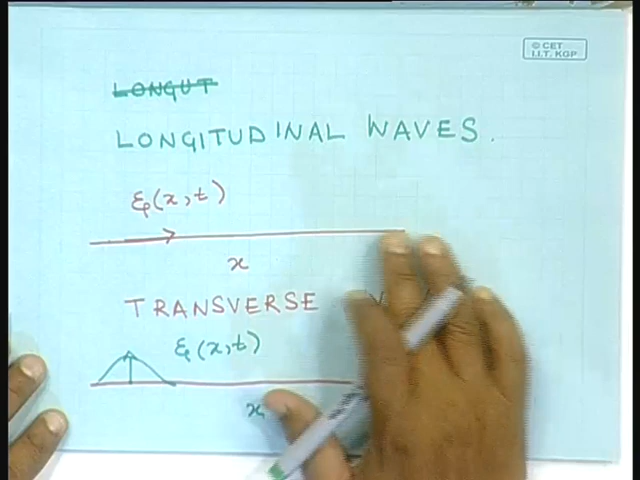 © CET
I.I.T. KGP
LONGUT
LONGITUDINAL WAVES.
ξ(x,t)
x
TRANSVERSE
ξ(x,t)
x